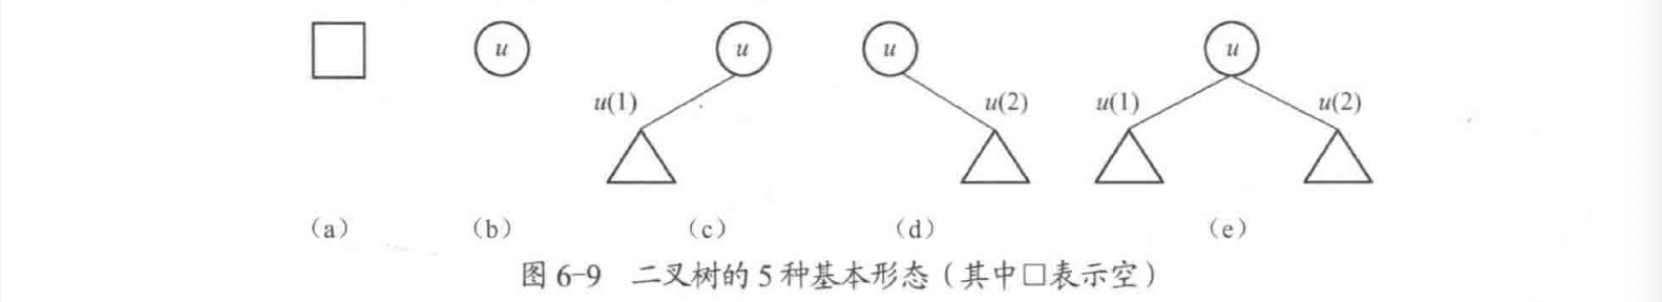 u u u u
u(1) u(2) u(1) u(2)
（a） （b） （c） （d） （e）
图 6-9 二叉树的 5 种基本形态（其中□表示空）